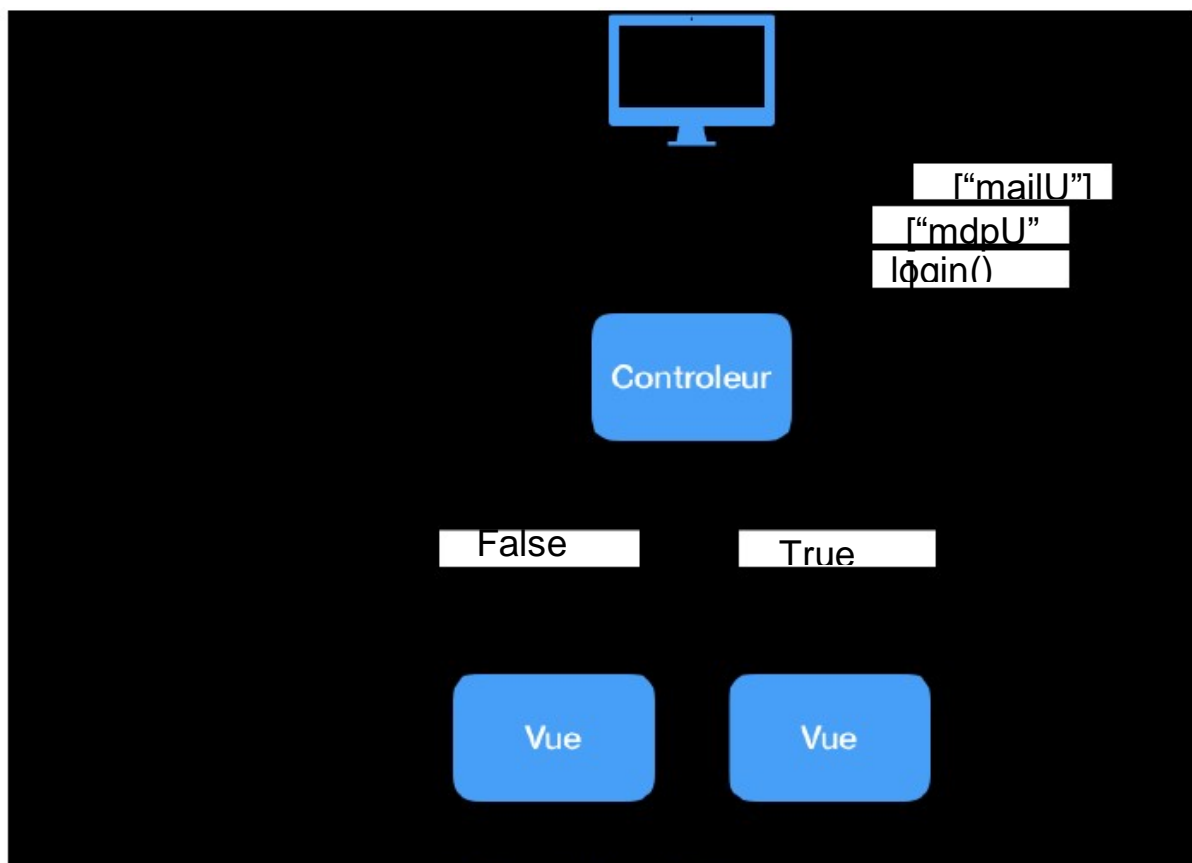 ["mailU"]
["mdpU"
]
login()
Controleur
False
True
Vue
Vue